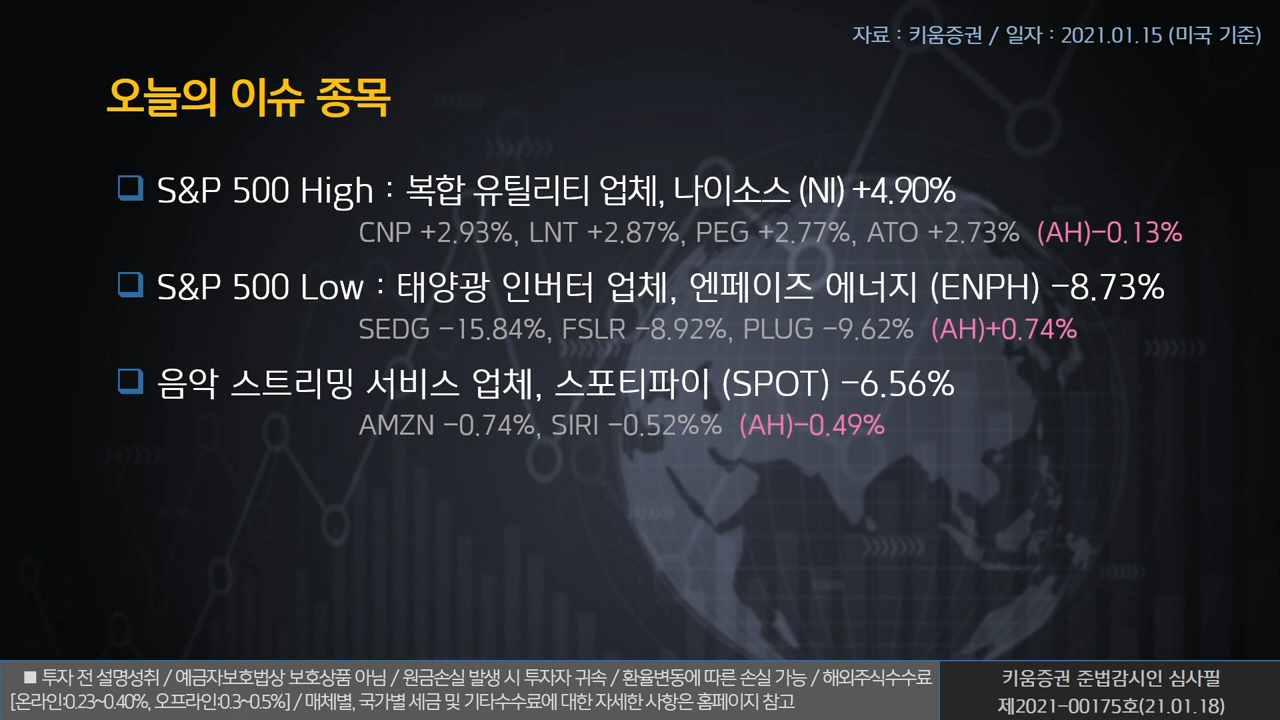 자료 : 키움증권 / 일자 : 2021.01.15 (미국 기준)
오늘의 이슈 종목
❑ S&P 500 High : 복합 유틸리티 업체, 나이소스 (NI) +4.90%
CNP +2.93%, LNT +2.87%, PEG +2.77%, ATO +2.73% (AH)-0.13%
❑ S&P 500 Low : 태양광 인버터 업체, 엔페이즈 에너지 (ENPH) -8.73%
SEDG -15.84%, FSLR -8.92%, PLUG -9.62% (AH)+0.74%
❑ 음악 스트리밍 서비스 업체, 스포티파이 (SPOT) -6.56%
AMZN -0.74%, SIRI -0.52%% (AH)-0.49%
■ 투자 전 설명성취 / 예금자보호법상 보호상품 아님 / 원금손실 발생 시 투자자 귀속 / 환율변동에 따른 손실 가능 / 해외주식수수료
[온라인:0.23~0.40%, 오프라인:0.3~0.5%] / 매체별, 국가별 세금 및 기타수수료에 대한 자세한 사항은 홈페이지 참고
키움증권 준법감시인 심사필
제2021-00175호(21.01.18)